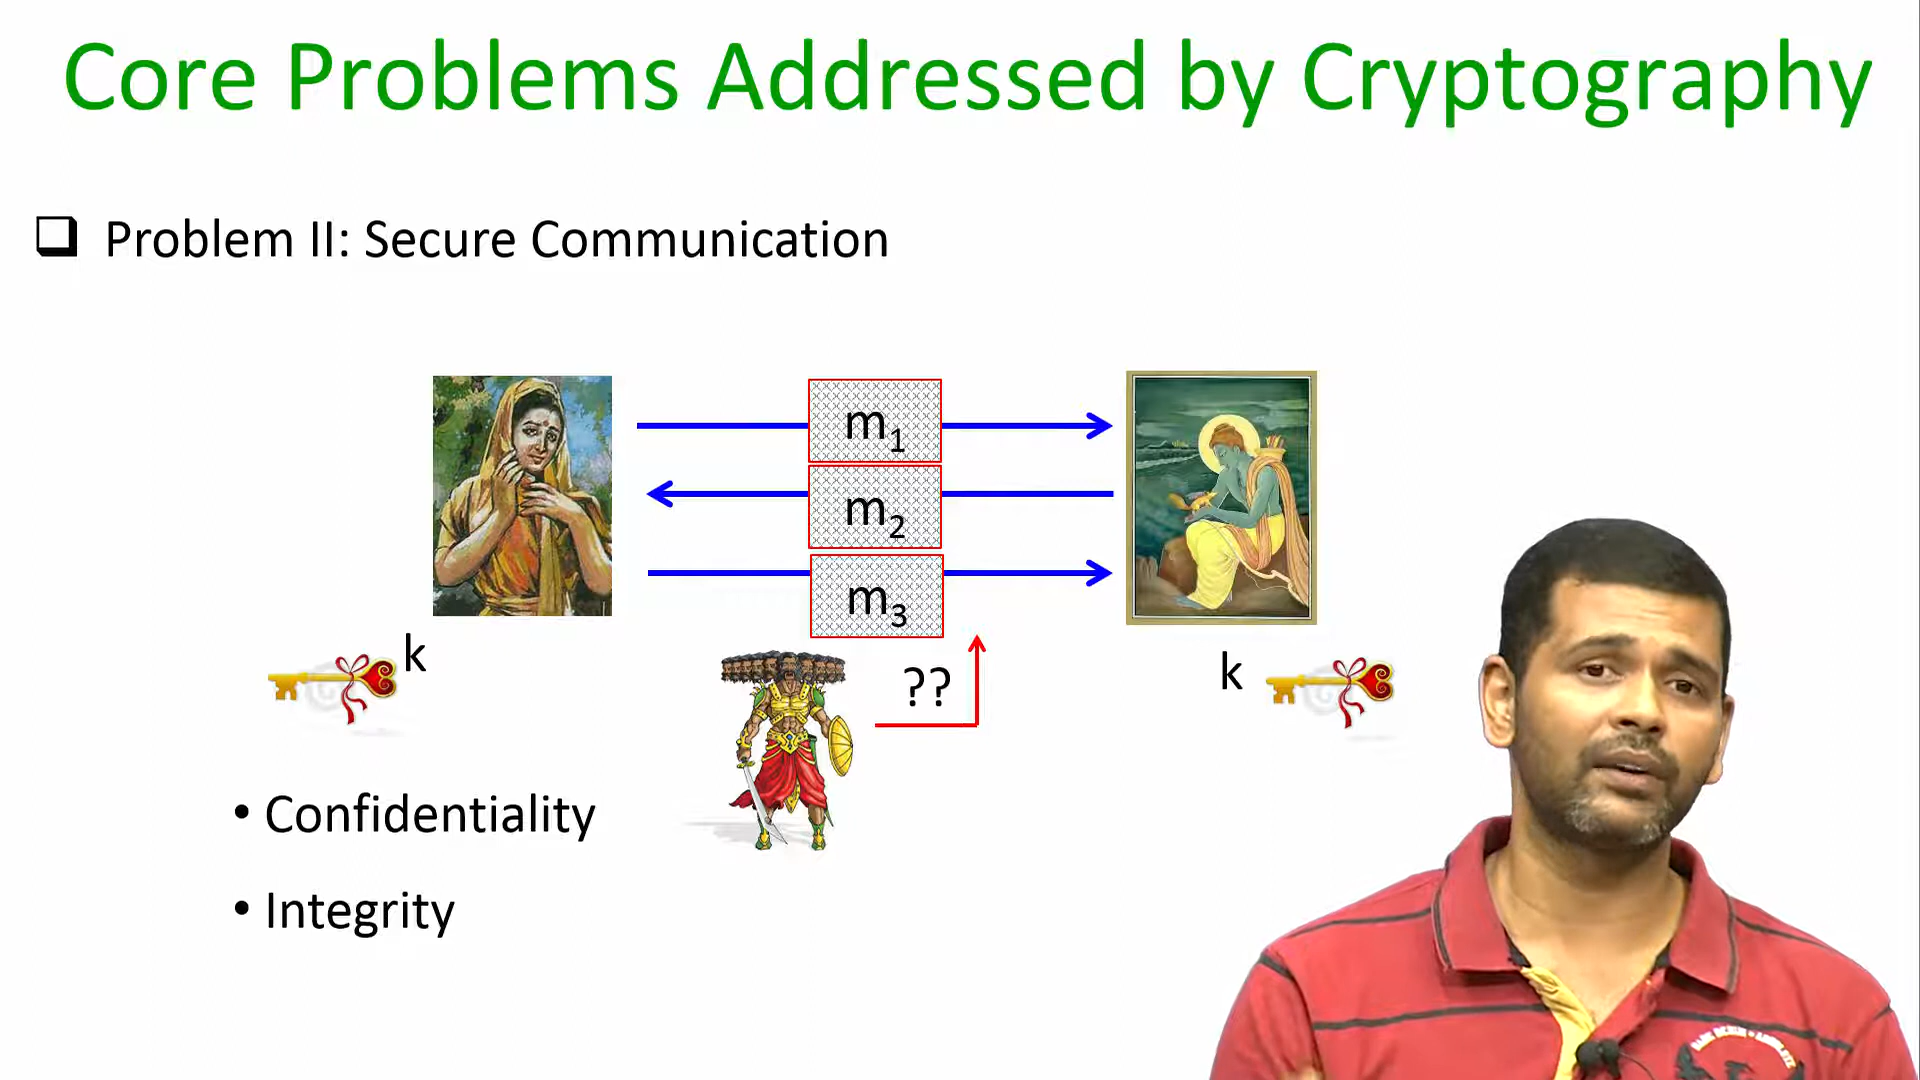 Core Problems Addressed by Cryptography
Problem II: Secure Communication
m1
m2
m3
k
??
k
• Confidentiality
• Integrity